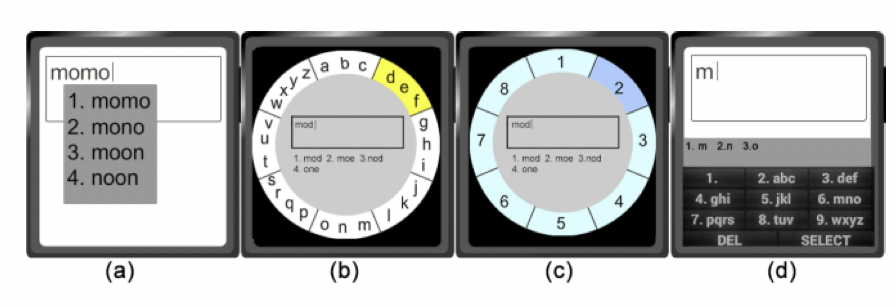 momo
1. momo
2. mono
3. moon
4. noon
(a)
a b c
d e f
g h i
j k l
m n o
p q r s
t u v
w x y z
mod
1. mod 2. moe 3.nod
4. one
(b)
1
2
3
4
5
6
7
8
mod
1. mod 2. moe 3.nod
4. one
(c)
m
1. m 2.n 3.o
1. 2. abc 3. def
4. ghi 5. jkl 6. mno
7. pqrs 8. tuv 9. wxyz
DEL SELECT
(d)